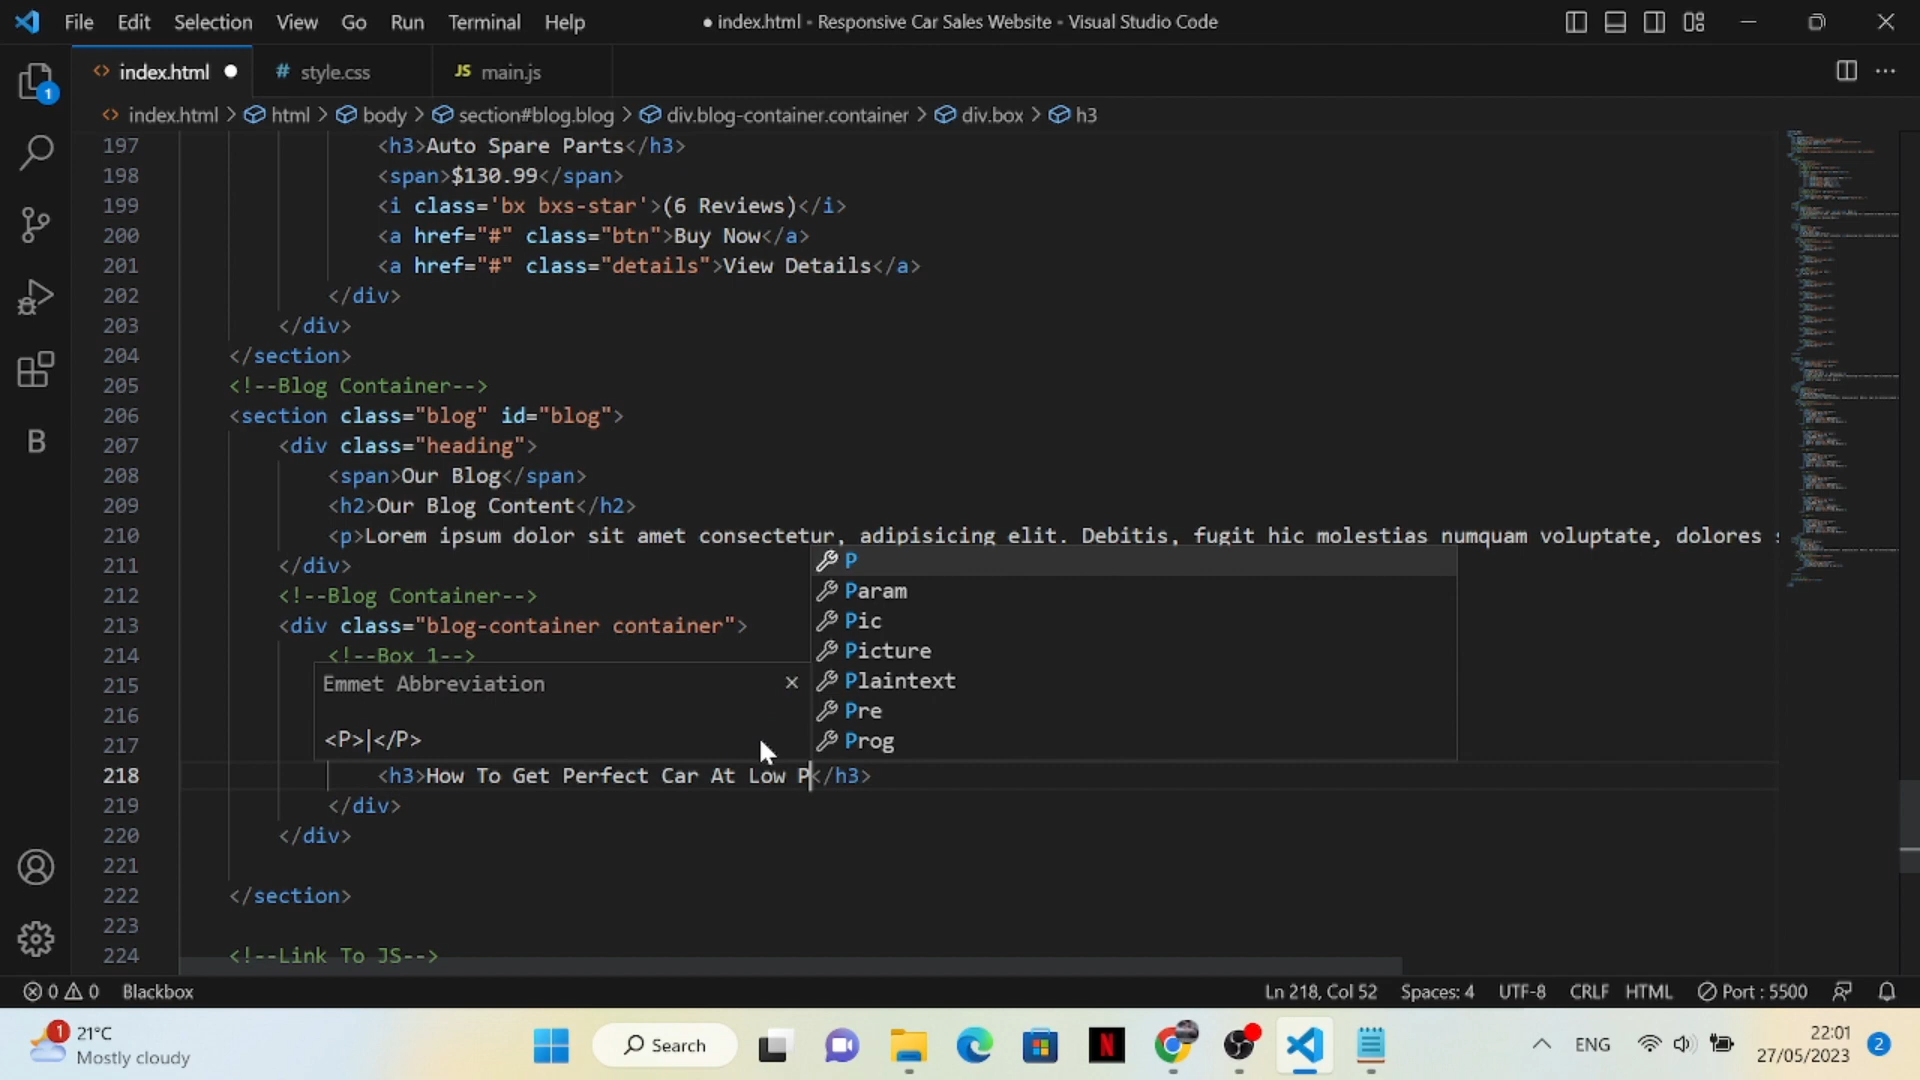 File Edit Selection View Go Run Terminal Help
● index.html - Responsive Car Sales Website - Visual Studio Code
<> index.html ●
# style.css
JS main.js
1
<> index.html > html > body > section#blog.blog > div.blog-container.container > div.box > h3
197 <h3>Auto Spare Parts</h3>
198 <span>$130.99</span>
199 <i class='bx bxs-star'>(6 Reviews)</i>
200 <a href="#" class="btn">Buy Now</a>
201 <a href="#" class="details">View Details</a>
202 </div>
203 </div>
204 </section>
205 <!--Blog Container-->
206 <section class="blog" id="blog">
207 <div class="heading">
208 <span>Our Blog</span>
209 <h2>Our Blog Content</h2>
210 <p>Lorem ipsum dolor sit amet consectetur, adipisicing elit. Debitis, fugit hic molestias numquam voluptate, dolores
211 </div>
212 <!--Blog Container-->
213 <div class="blog-container container">
214 <!--Box 1-->
215
216
217
218 <h3>How To Get Perfect Car At Low P</h3>
219 </div>
220 </div>
221
222 </section>
223
224 <!--Link To JS-->
Emmet Abbreviation ×
<P>|</P>
P
Param
Pic
Picture
Plaintext
Pre
Prog
B
0 0 Blackbox
Ln 218, Col 52 Spaces: 4 UTF-8 CRLF HTML Port : 5500
1
21°C
Mostly cloudy
Search
N
ENG
22:01
27/05/2023
2